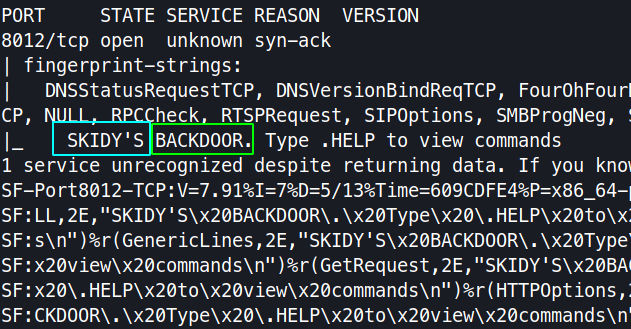 PORT     STATE SERVICE REASON  VERSION
8012/tcp open  unknown syn-ack
| fingerprint-strings:
|   DNSStatusRequestTCP, DNSVersionBindReqTCP, FourOhFour
CP, NULL, RPCCheck, RTSPRequest, SIPOptions, SMBProgNeg,
|_    SKIDY'S BACKDOOR. Type .HELP to view commands
1 service unrecognized despite returning data. If you kno
SF-Port8012-TCP:V=7.91%I=7%D=5/13%Time=609CDFE4%P=x86_64-
SF:LL,2E,"SKIDY'S\x20BACKDOOR\.\x20Type\x20\.HELP\x20to\x
SF:s\n")%r(GenericLines,2E,"SKIDY'S\x20BACKDOOR\.\x20Type\
SF:x20view\x20commands\n")%r(GetRequest,2E,"SKIDY'S\x20BA
SF:x20\.HELP\x20to\x20view\x20commands\n")%r(HTTPOptions,
SF:CKDOOR\.\x20Type\x20\.HELP\x20to\x20view\x20commands\n